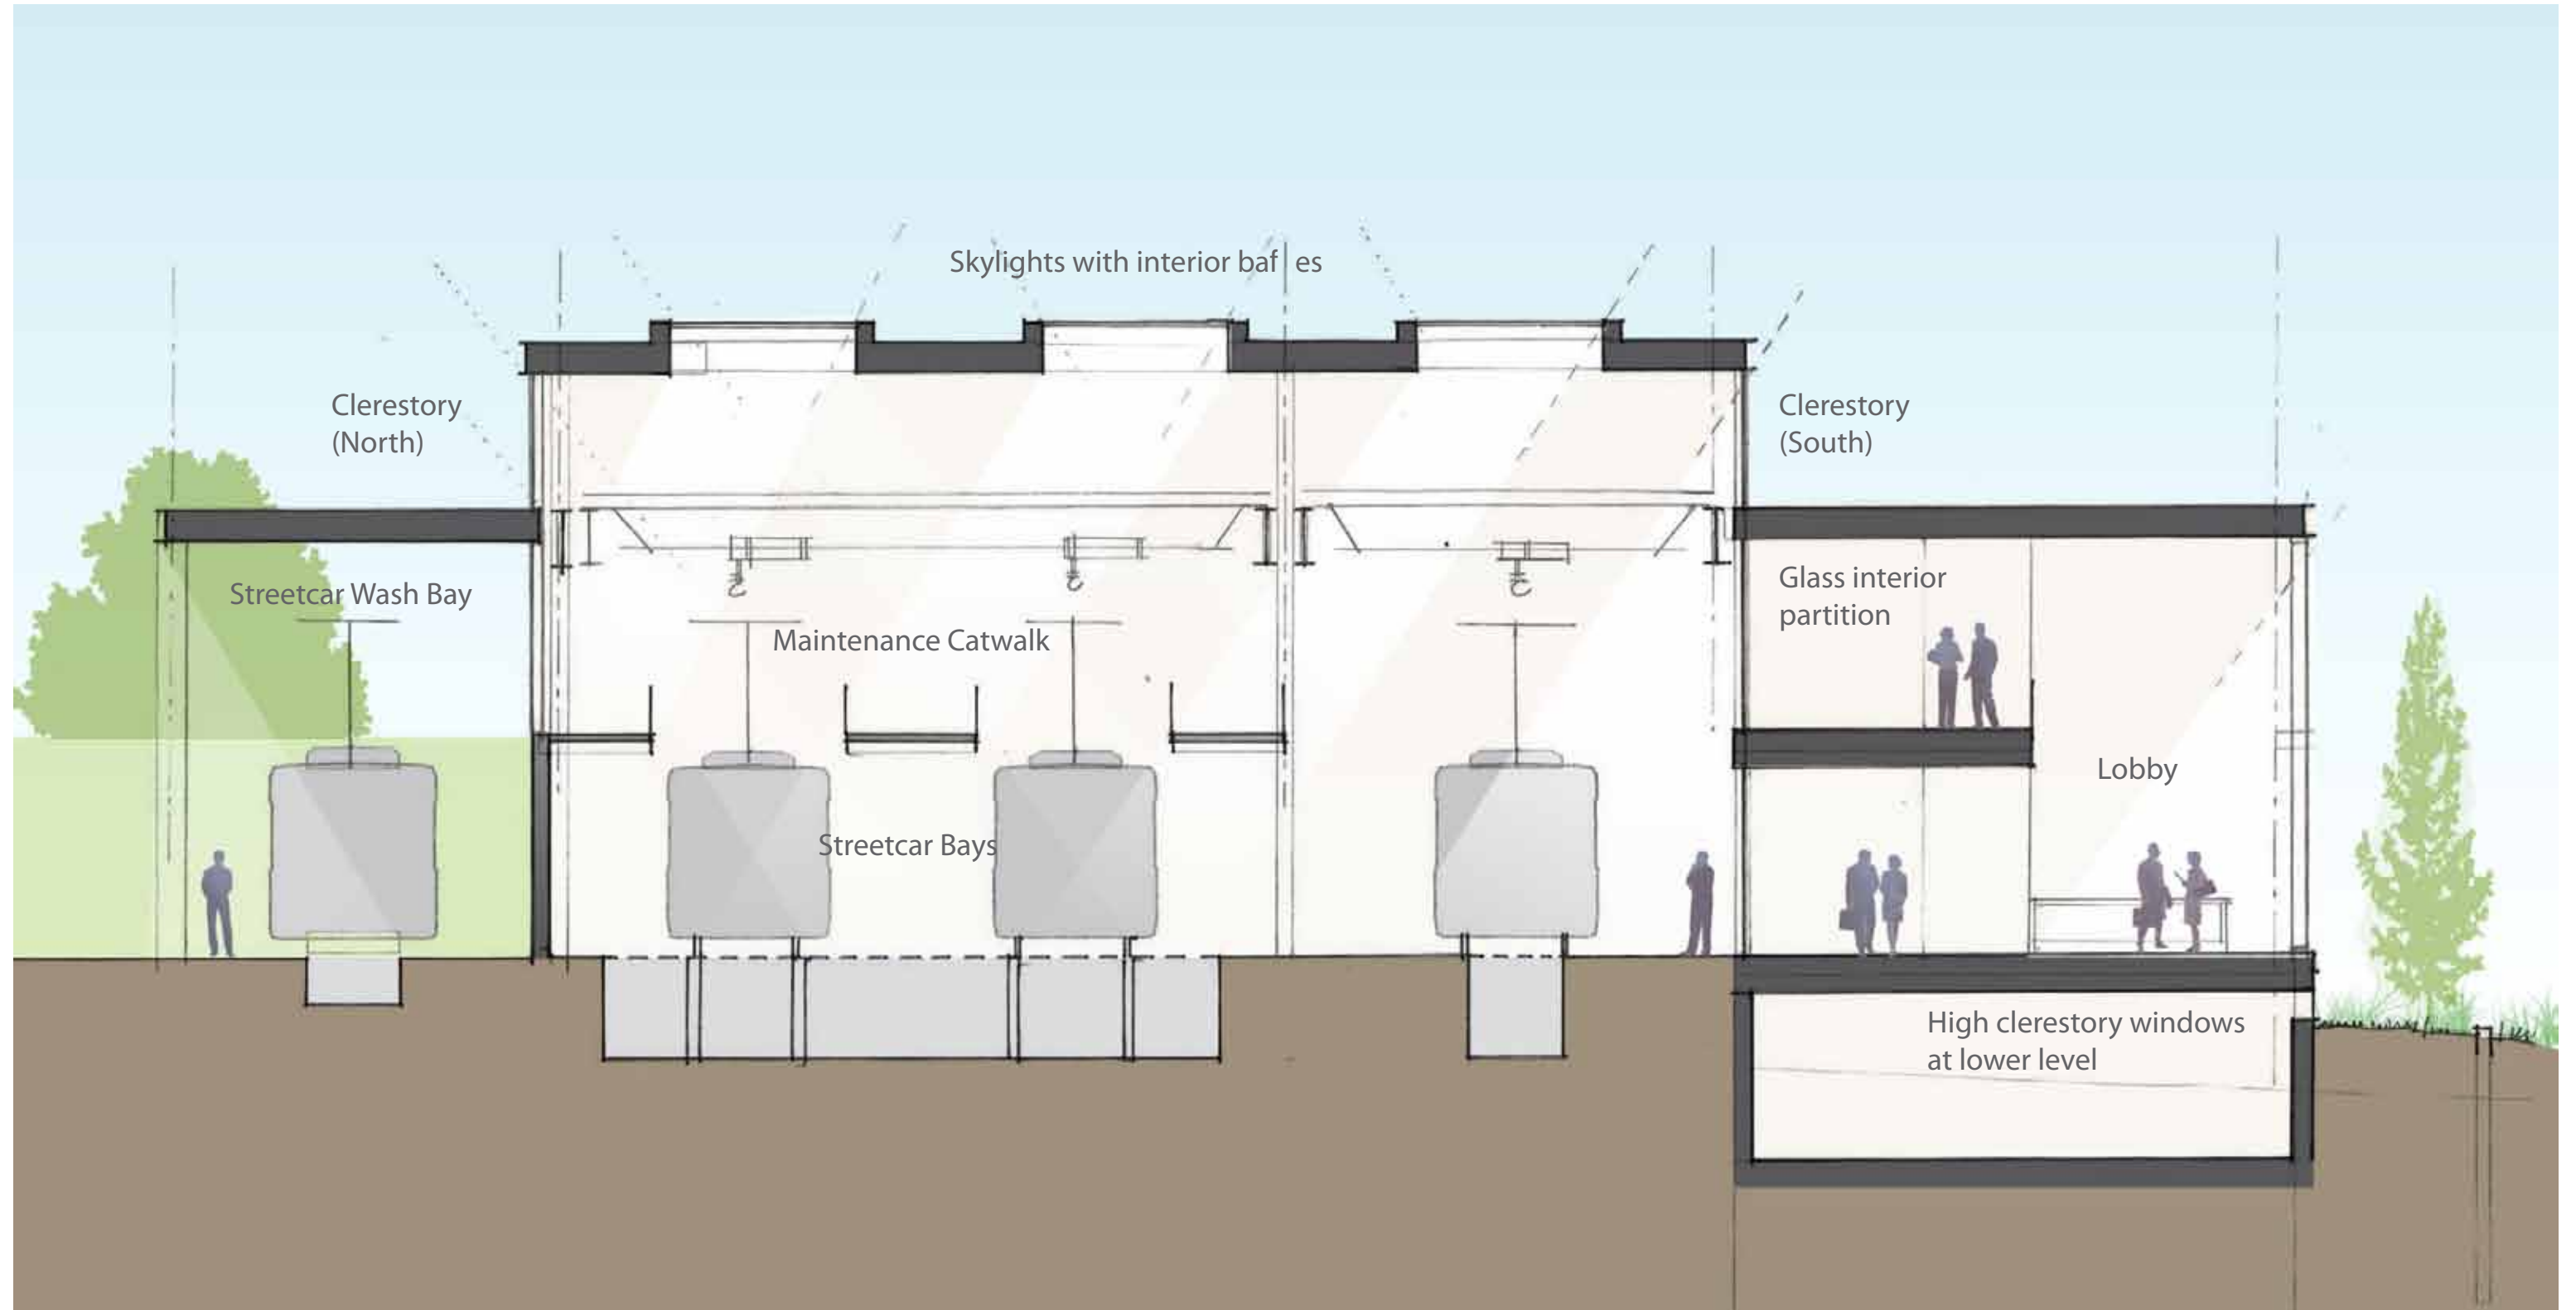 Skylights with interior baf es
Clerestory
(North)
Clerestory
(South)
Streetcar Wash Bay
Glass interior
partition
Maintenance Catwalk
Lobby
Streetcar Bays
High clerestory windows
at lower level